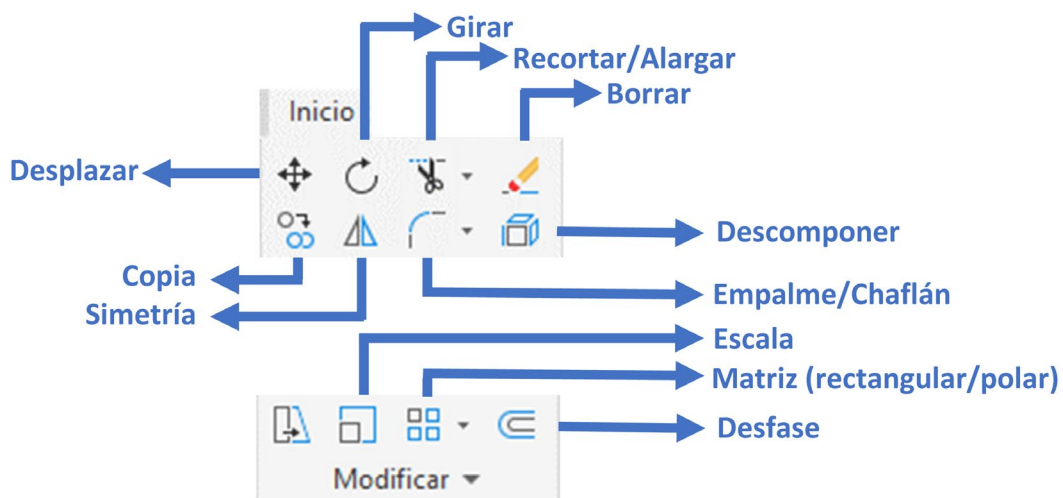 Girar
Recortar/Alargar
Borrar
Inicio
Desplazar
Descomponer
Copia
Empalme/Chaflán
Simetría
Escala
Matriz (rectangular/polar)
Desfase
Modificar